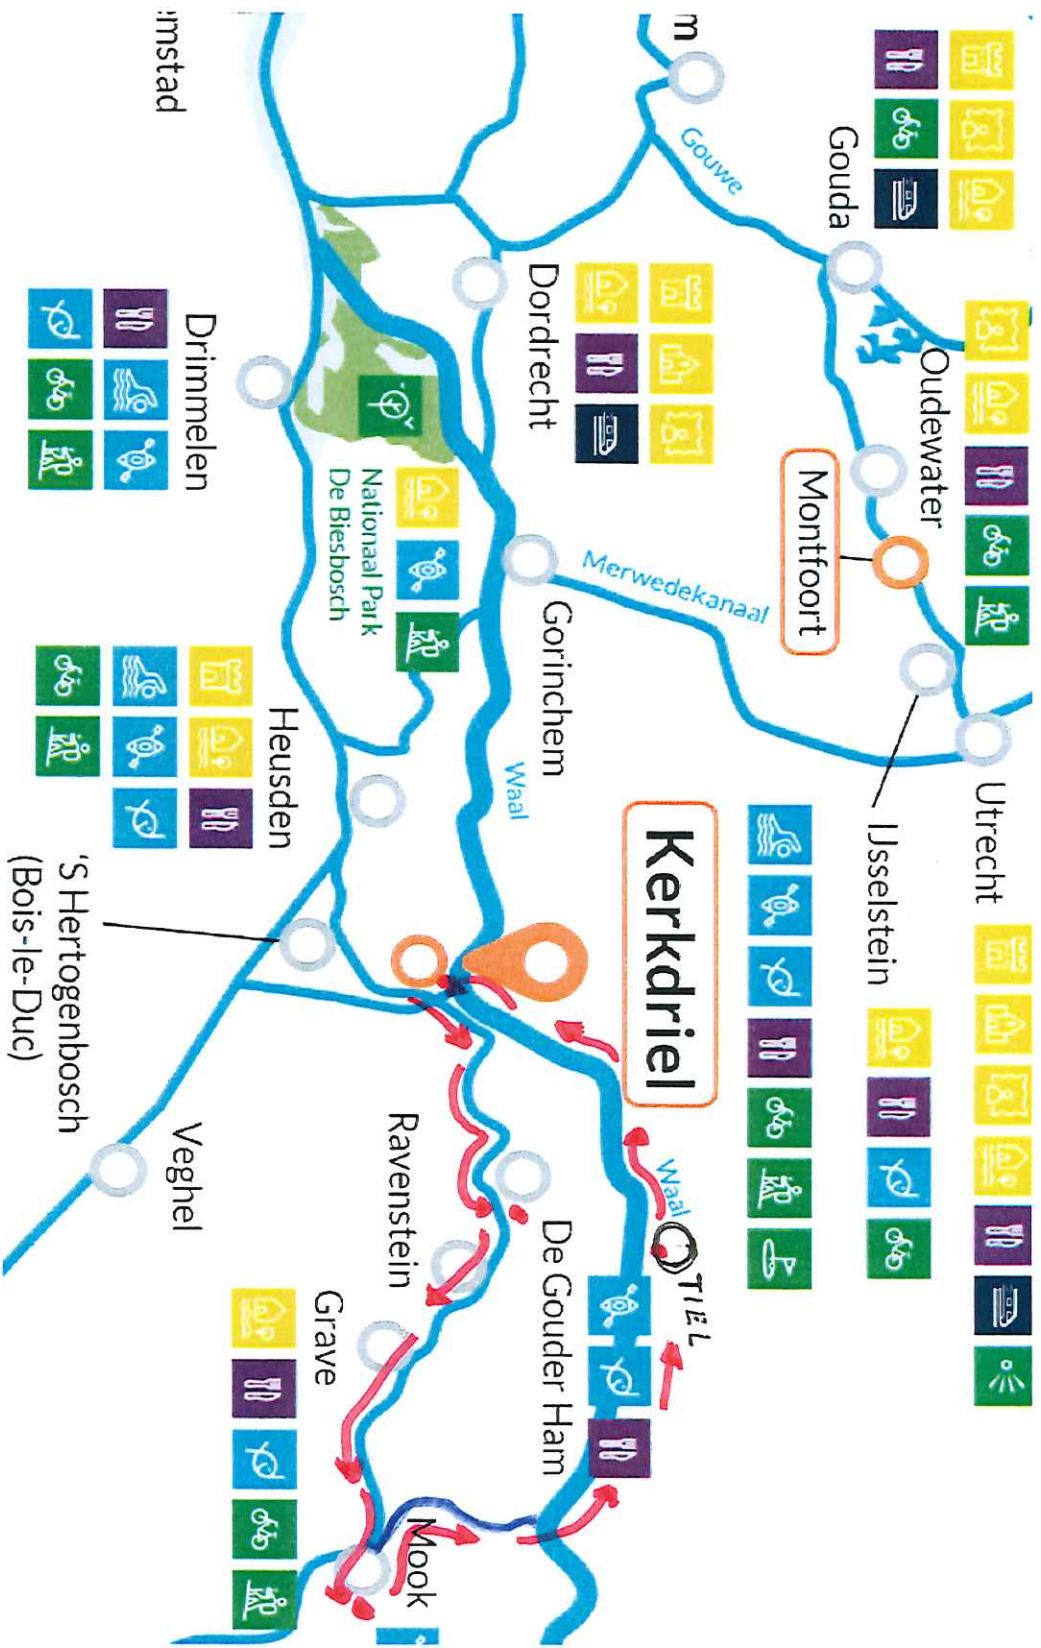 Utrecht
IJsselstein
Oudewater
Montfoort
Gouda
Gouwe
m
Merwedekanaal
Kerkdriel
TIEL
Waal
Dordrecht
Gorinchem
Waal
De Gouder Ham
Nationaal Park
De Biesbosch
Ravenstein
Mook
Grave
Drimmelen
Heusden
Veghel
mstad
'S Hertogenbosch
(Bois-le-Duc)